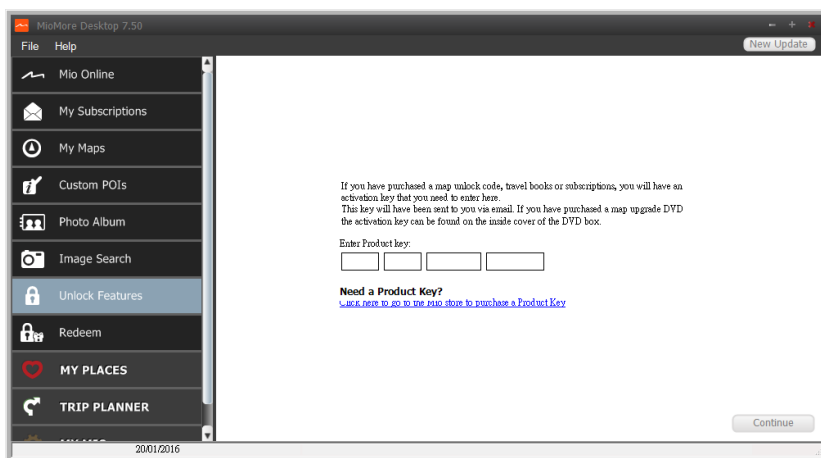 MioMore Desktop 7.50
File Help
New Update
Mio Online
My Subscriptions
My Maps
Custom POIs
Photo Album
Image Search
Unlock Features
Redeem
MY PLACES
TRIP PLANNER
If you have purchased a map unlock code, travel books or subscriptions, you will have an
activation key that you need to enter here.
This key will have been sent to you via email. If you have purchased a map upgrade DVD
the activation key can be found on the inside cover of the DVD box.
Enter Product key:
Need a Product Key?
Click here to go to the Mio store to purchase a Product Key
Continue
20/01/2016